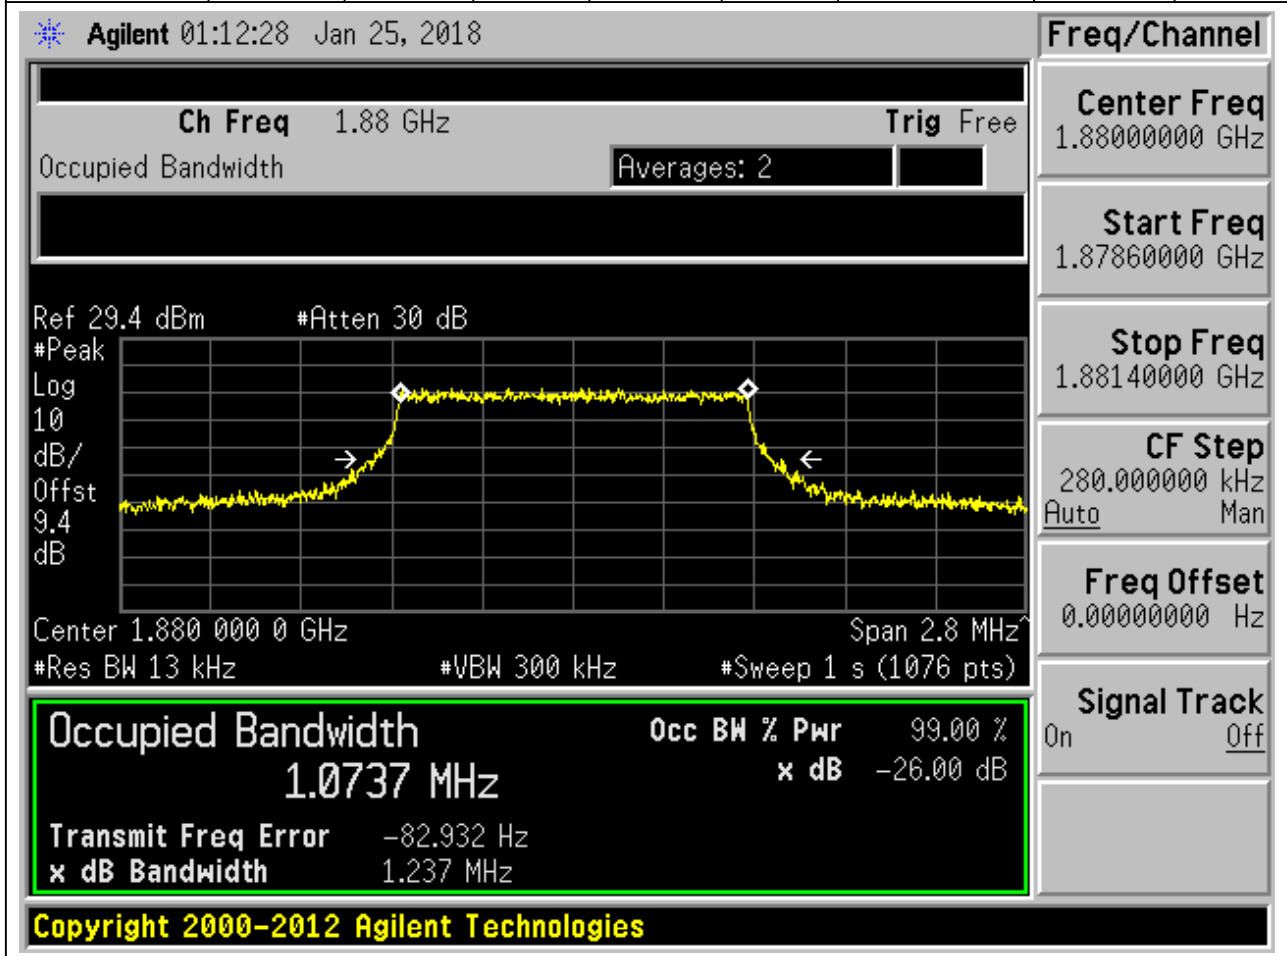 Agilent 01:12:28 Jan 25, 2018
Freq/Channel
Ch Freq 1.88 GHz Trig Free
Occupied Bandwidth Averages: 2
Center Freq
1.88000000 GHz
Start Freq
1.87860000 GHz
Stop Freq
1.88140000 GHz
CF Step
280.000000 kHz
Auto Man
Freq Offset
0.00000000 Hz
Signal Track
On Off
Ref 29.4 dBm #Atten 30 dB
#Peak
Log
10
dB/
Offst
9.4
dB
Center 1.880 000 0 GHz Span 2.8 MHz^
#Res BW 13 kHz #VBW 300 kHz #Sweep 1 s (1076 pts)
Occupied Bandwidth Occ BW % Pwr 99.00 %
1.0737 MHz x dB -26.00 dB
Transmit Freq Error -82.932 Hz
x dB Bandwidth 1.237 MHz
Copyright 2000-2012 Agilent Technologies